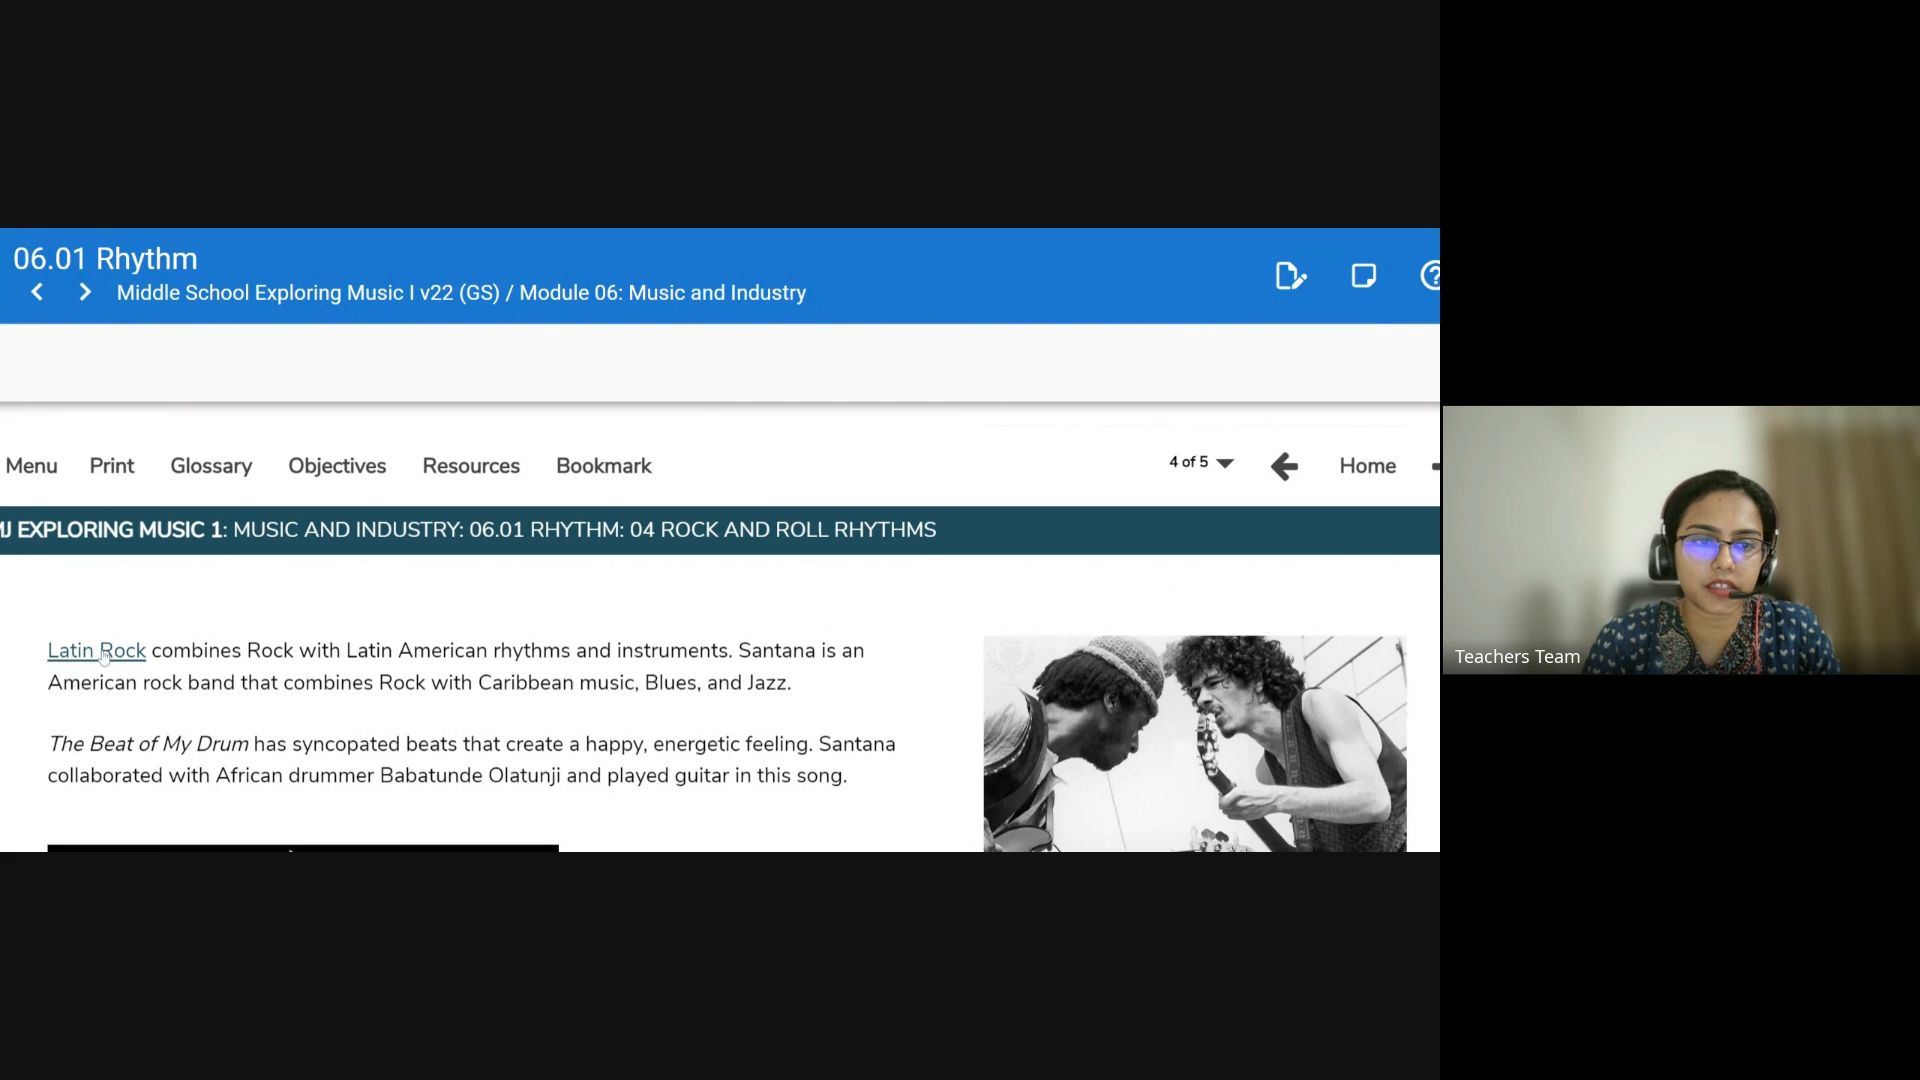 06.01 Rhythm
Middle School Exploring Music I v22 (GS) / Module 06: Music and Industry
Menu Print Glossary Objectives Resources Bookmark 4 of 5 Home
MJ EXPLORING MUSIC 1: MUSIC AND INDUSTRY: 06.01 RHYTHM: 04 ROCK AND ROLL RHYTHMS
Latin Rock combines Rock with Latin American rhythms and instruments. Santana is an
American rock band that combines Rock with Caribbean music, Blues, and Jazz.
The Beat of My Drum has syncopated beats that create a happy, energetic feeling. Santana
collaborated with African drummer Babatunde Olatunji and played guitar in this song.
Teachers Team